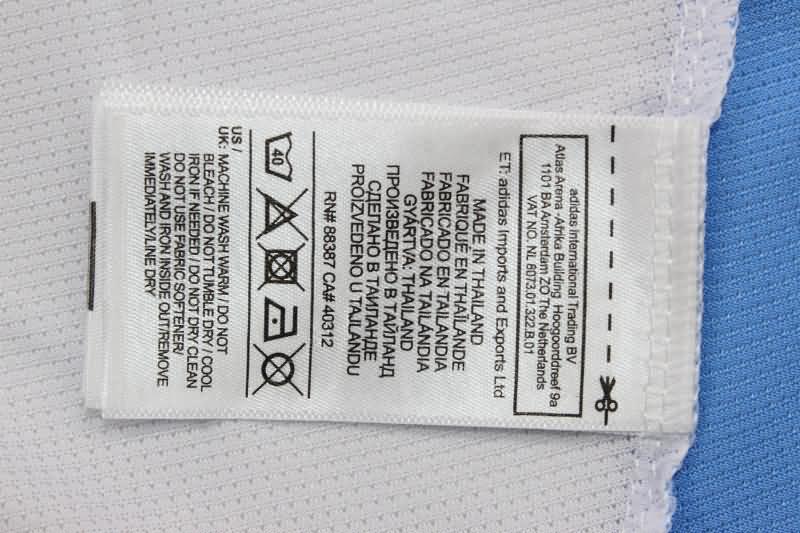 adidas International Trading BV
Atlas Arena -Afrika Building Hoogoorddreef 9a
1101 BA Amsterdam ZO The Netherlands
VAT NO. NL 8073.01.322.B.01
ET: adidas Imports and Exports Ltd
MADE IN THAILAND
FABRIQUÉ EN THAÏLANDE
FABRICADO EN TAILANDIA
FABRICADO NA TAILÂNDIA
GYÁRTVA: THAILAND
ПРОИЗВЕДЕНО В ТАЙЛАНД
СДЕЛАНО В ТАИЛАНДЕ
PROIZVEDENO U TAJLANDU
RN# 88387 CA# 40312
40
US /
UK: MACHINE WASH WARM / DO NOT
BLEACH / DO NOT TUMBLE DRY / COOL
IRON IF NEEDED / DO NOT DRY CLEAN
DO NOT USE FABRIC SOFTENER/
WASH AND IRON INSIDE OUT/REMOVE
IMMEDIATELY/LINE DRY